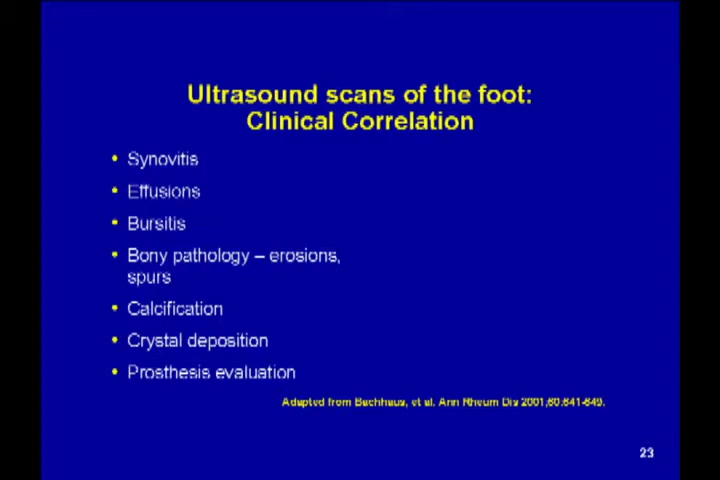 Ultrasound scans of the foot:
Clinical Correlation
• Synovitis
• Effusions
• Bursitis
• Bony pathology – erosions,
spurs
• Calcification
• Crystal deposition
• Prosthesis evaluation
Adapted from Bachhaus, et al. Ann Rheum Dis 2001;60:641-649.
23